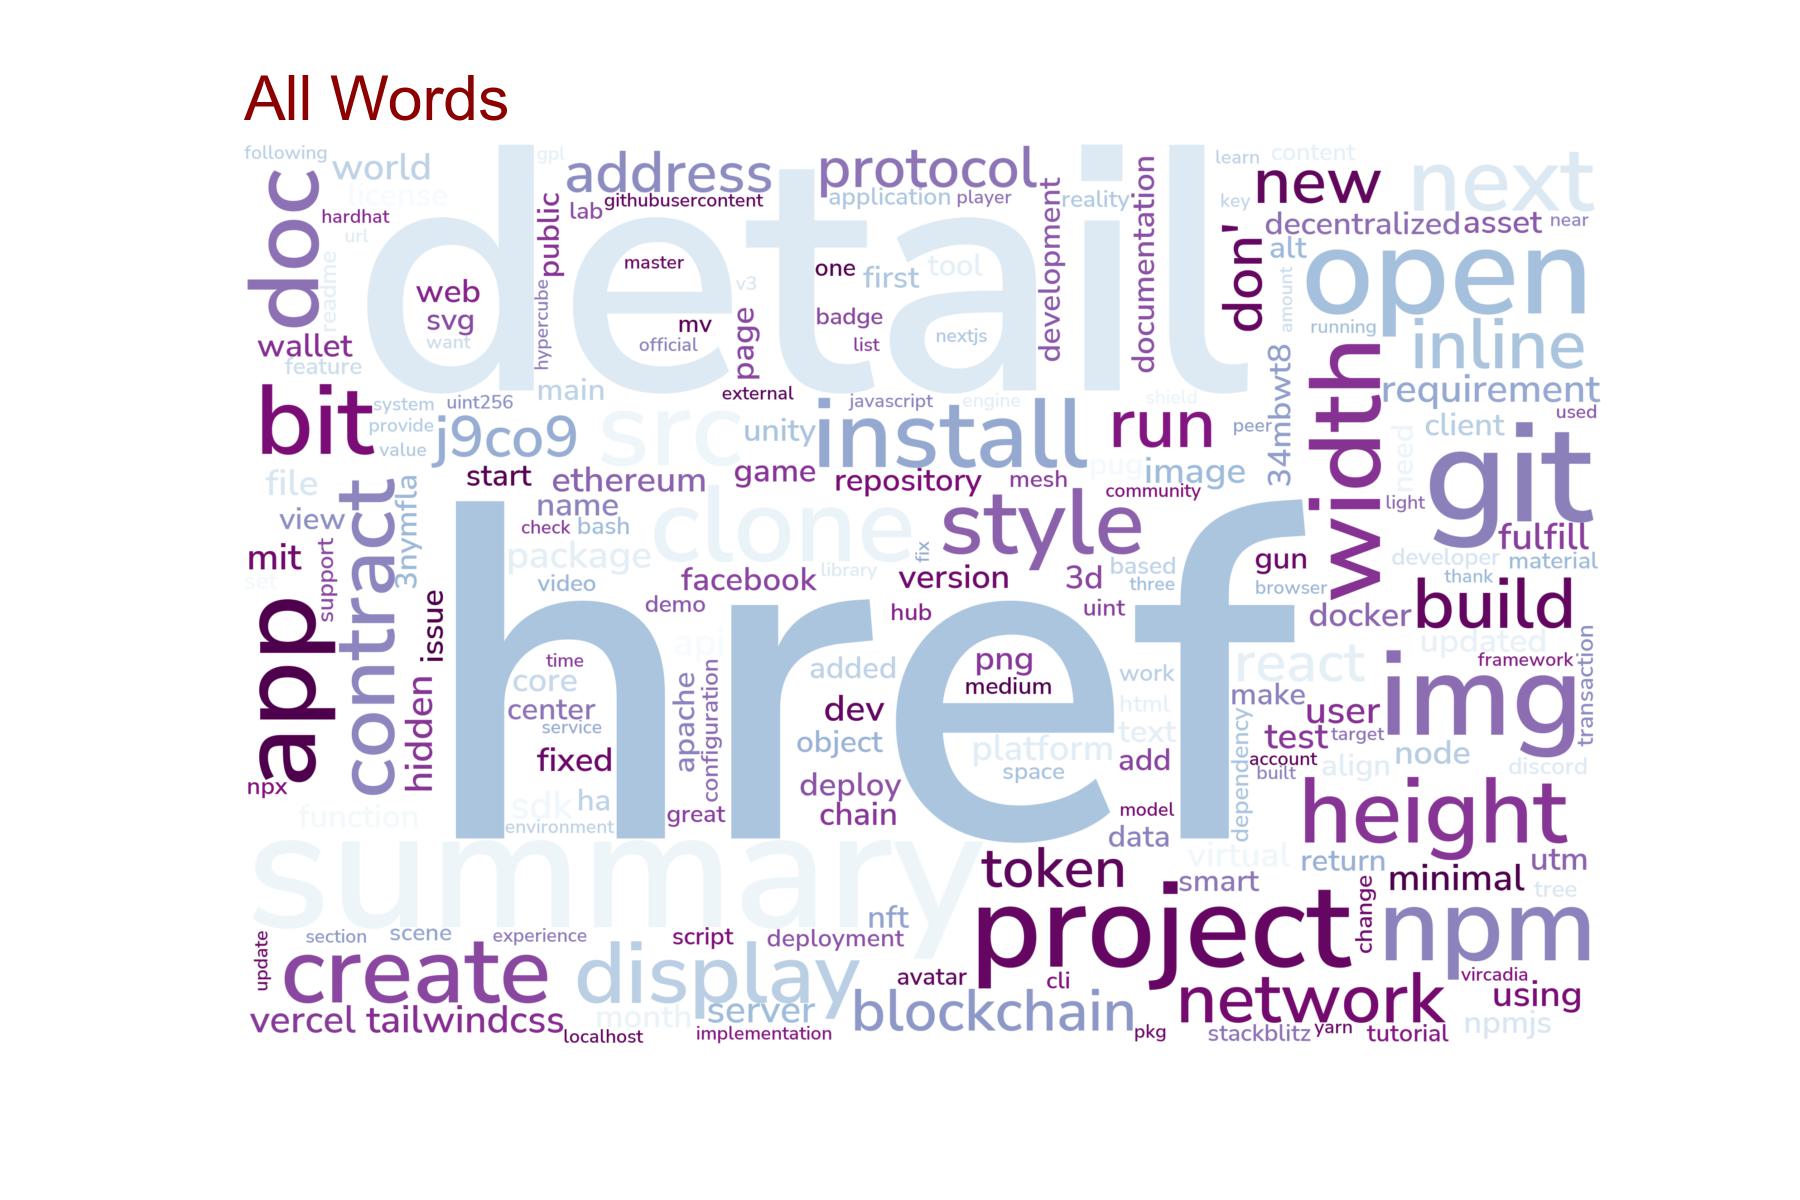 All Words
following
world
gpl
address
protocol
learn
content
new
next
license
doc
hardhat
url
readme
public
lab
githubusercontent
application
player
development
reality
documentation
key
decentralized
asset
near
detail
web
svg
want
hypercube
master
v3
one
first
tool
mv
official
page
badge
list
nextjs
don'
alt
amount
open
running
inline
wallet
feature
external
main
bit
system
provide
value
uint256
j9co9
src
unity
javascript
engine
install
shield
run
peer
34mbwt8
width
requirement
used
client
need
git
file
start
ethereum
game
repository
mesh
pug
image
community
light
view
contract
3nymfla
name
check
bash
clone
style
fix
fulfill
mit
set
support
package
video
facebook
library
version
3d
based
three
gun
browser
developer
material
thank
app
issue
demo
hub
uint
docker
build
href
updated
api
time
core
center
service
fixed
apache
configuration
added
dev
object
png
medium
platform
space
work
html
text
add
react
make
user
test
target
account
built
dependency
framework
img
transaction
node
align
discord
hidden
npx
function
sdk
ha
environment
great
deploy
chain
model
data
height
summary
token
virtual
return
utm
smart
minimal
tree
nft
project
change
npm
update
section
scene
experience
script
deployment
create
display
avatar
cli
network
vircadia
using
vercel
tailwindcss
localhost
month
server
implementation
blockchain
pkg
stackblitz
yarn
tutorial
npmjs